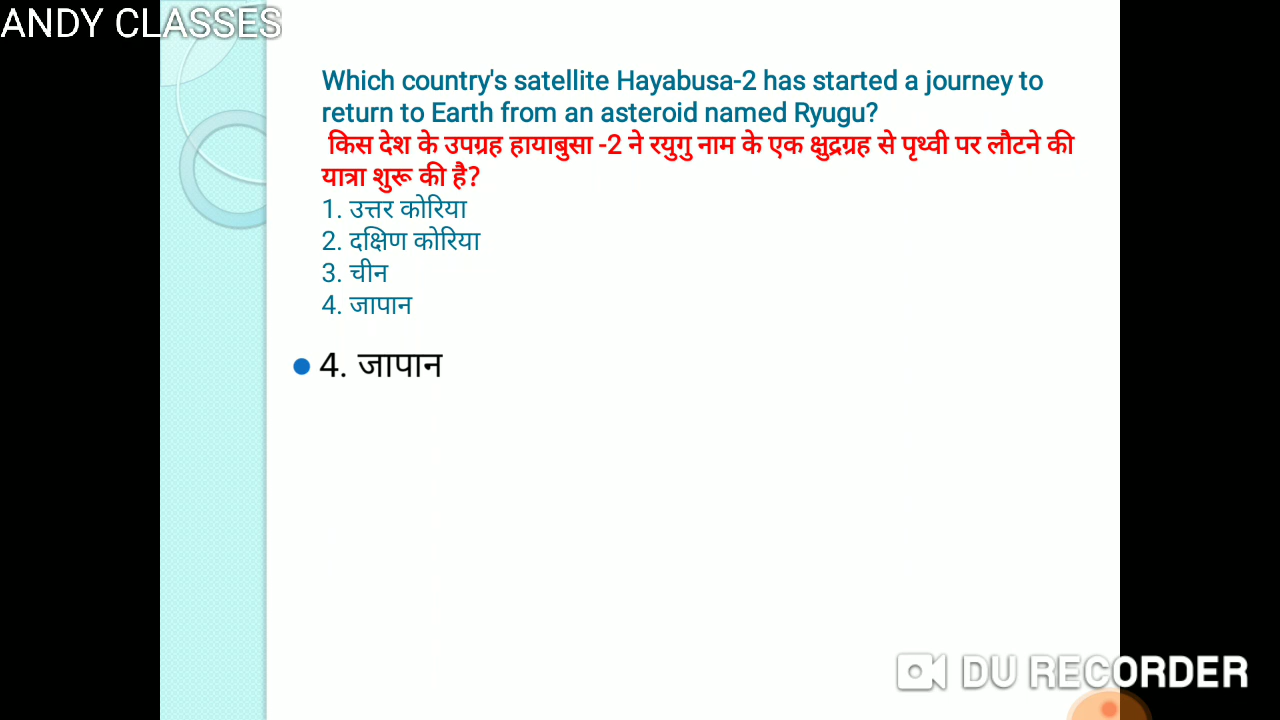 ANDY CLASSES
Which country's satellite Hayabusa-2 has started a journey to
return to Earth from an asteroid named Ryugu?
किस देश के उपग्रह हायाबुसा -2 ने रयुगु नाम के एक क्षुद्रग्रह से पृथ्वी पर लौटने की
यात्रा शुरू की है?
1. उत्तर कोरिया
2. दक्षिण कोरिया
3. चीन
4. जापान
4. जापान
DU RECORDER